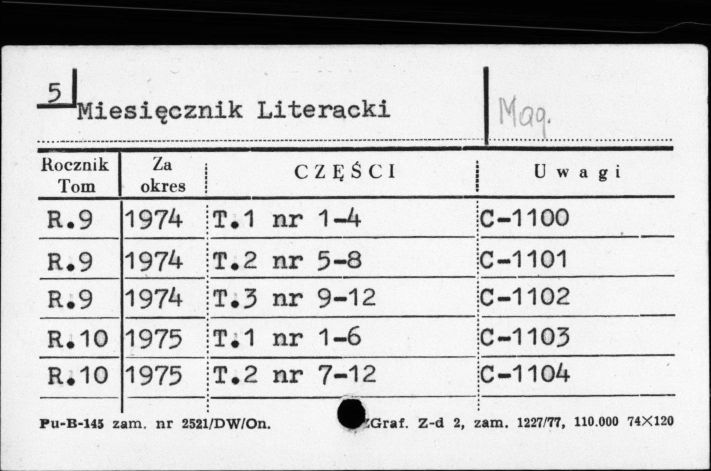 5
Miesięcznik Literacki
Mag.
Rocznik Tom Za okres CZĘŚCI Uwagi
R.9 1974 T.1 nr 1-4 C-1100
R.9 1974 T.2 nr 5-8 C-1101
R.9 1974 T.3 nr 9-12 C-1102
R.10 1975 T.1 nr 1-6 C-1103
R.10 1975 T.2 nr 7-12 C-1104
Pu-B-145 zam. nr 2521/DW/On. ZGraf. Z-d 2, zam. 1227/77, 110.000 74×120